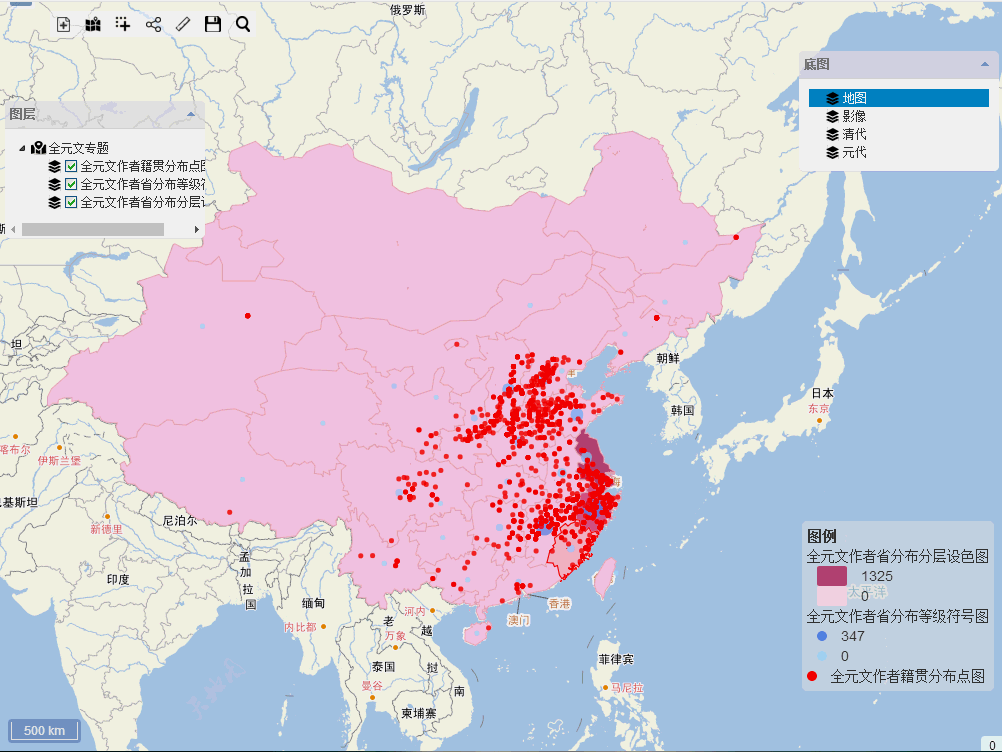 俄罗斯
底图
地图
影像
清代
元代
图层
全元文专题
全元文作者籍贯分布点图
全元文作者省分布等级符
全元文作者省分布分层设
斯
坦
朝鲜
韩国
日本
东京
喀布尔
伊斯兰堡
巴基斯坦
新德里
尼泊尔
孟
加
拉
国
印度
缅甸
内比都
河内
老
万象
越
挝
泰国
曼谷
南
柬埔寨
香港
澳门
海
菲律宾
马尼拉
图例
全元文作者省分布分层设色图
1325
太平洋
0
全元文作者省分布等级符号图
347
0
全元文作者籍贯分布点图
500 km
0